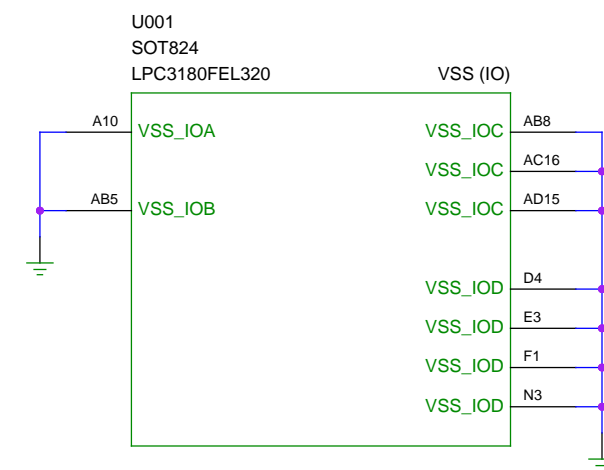 U001
SOT824
LPC3180FEL320 VSS (IO)
A10 VSS_IOA VSS_IOC AB8
VSS_IOC AC16
AB5 VSS_IOB VSS_IOC AD15
VSS_IOD D4
VSS_IOD E3
VSS_IOD F1
VSS_IOD N3